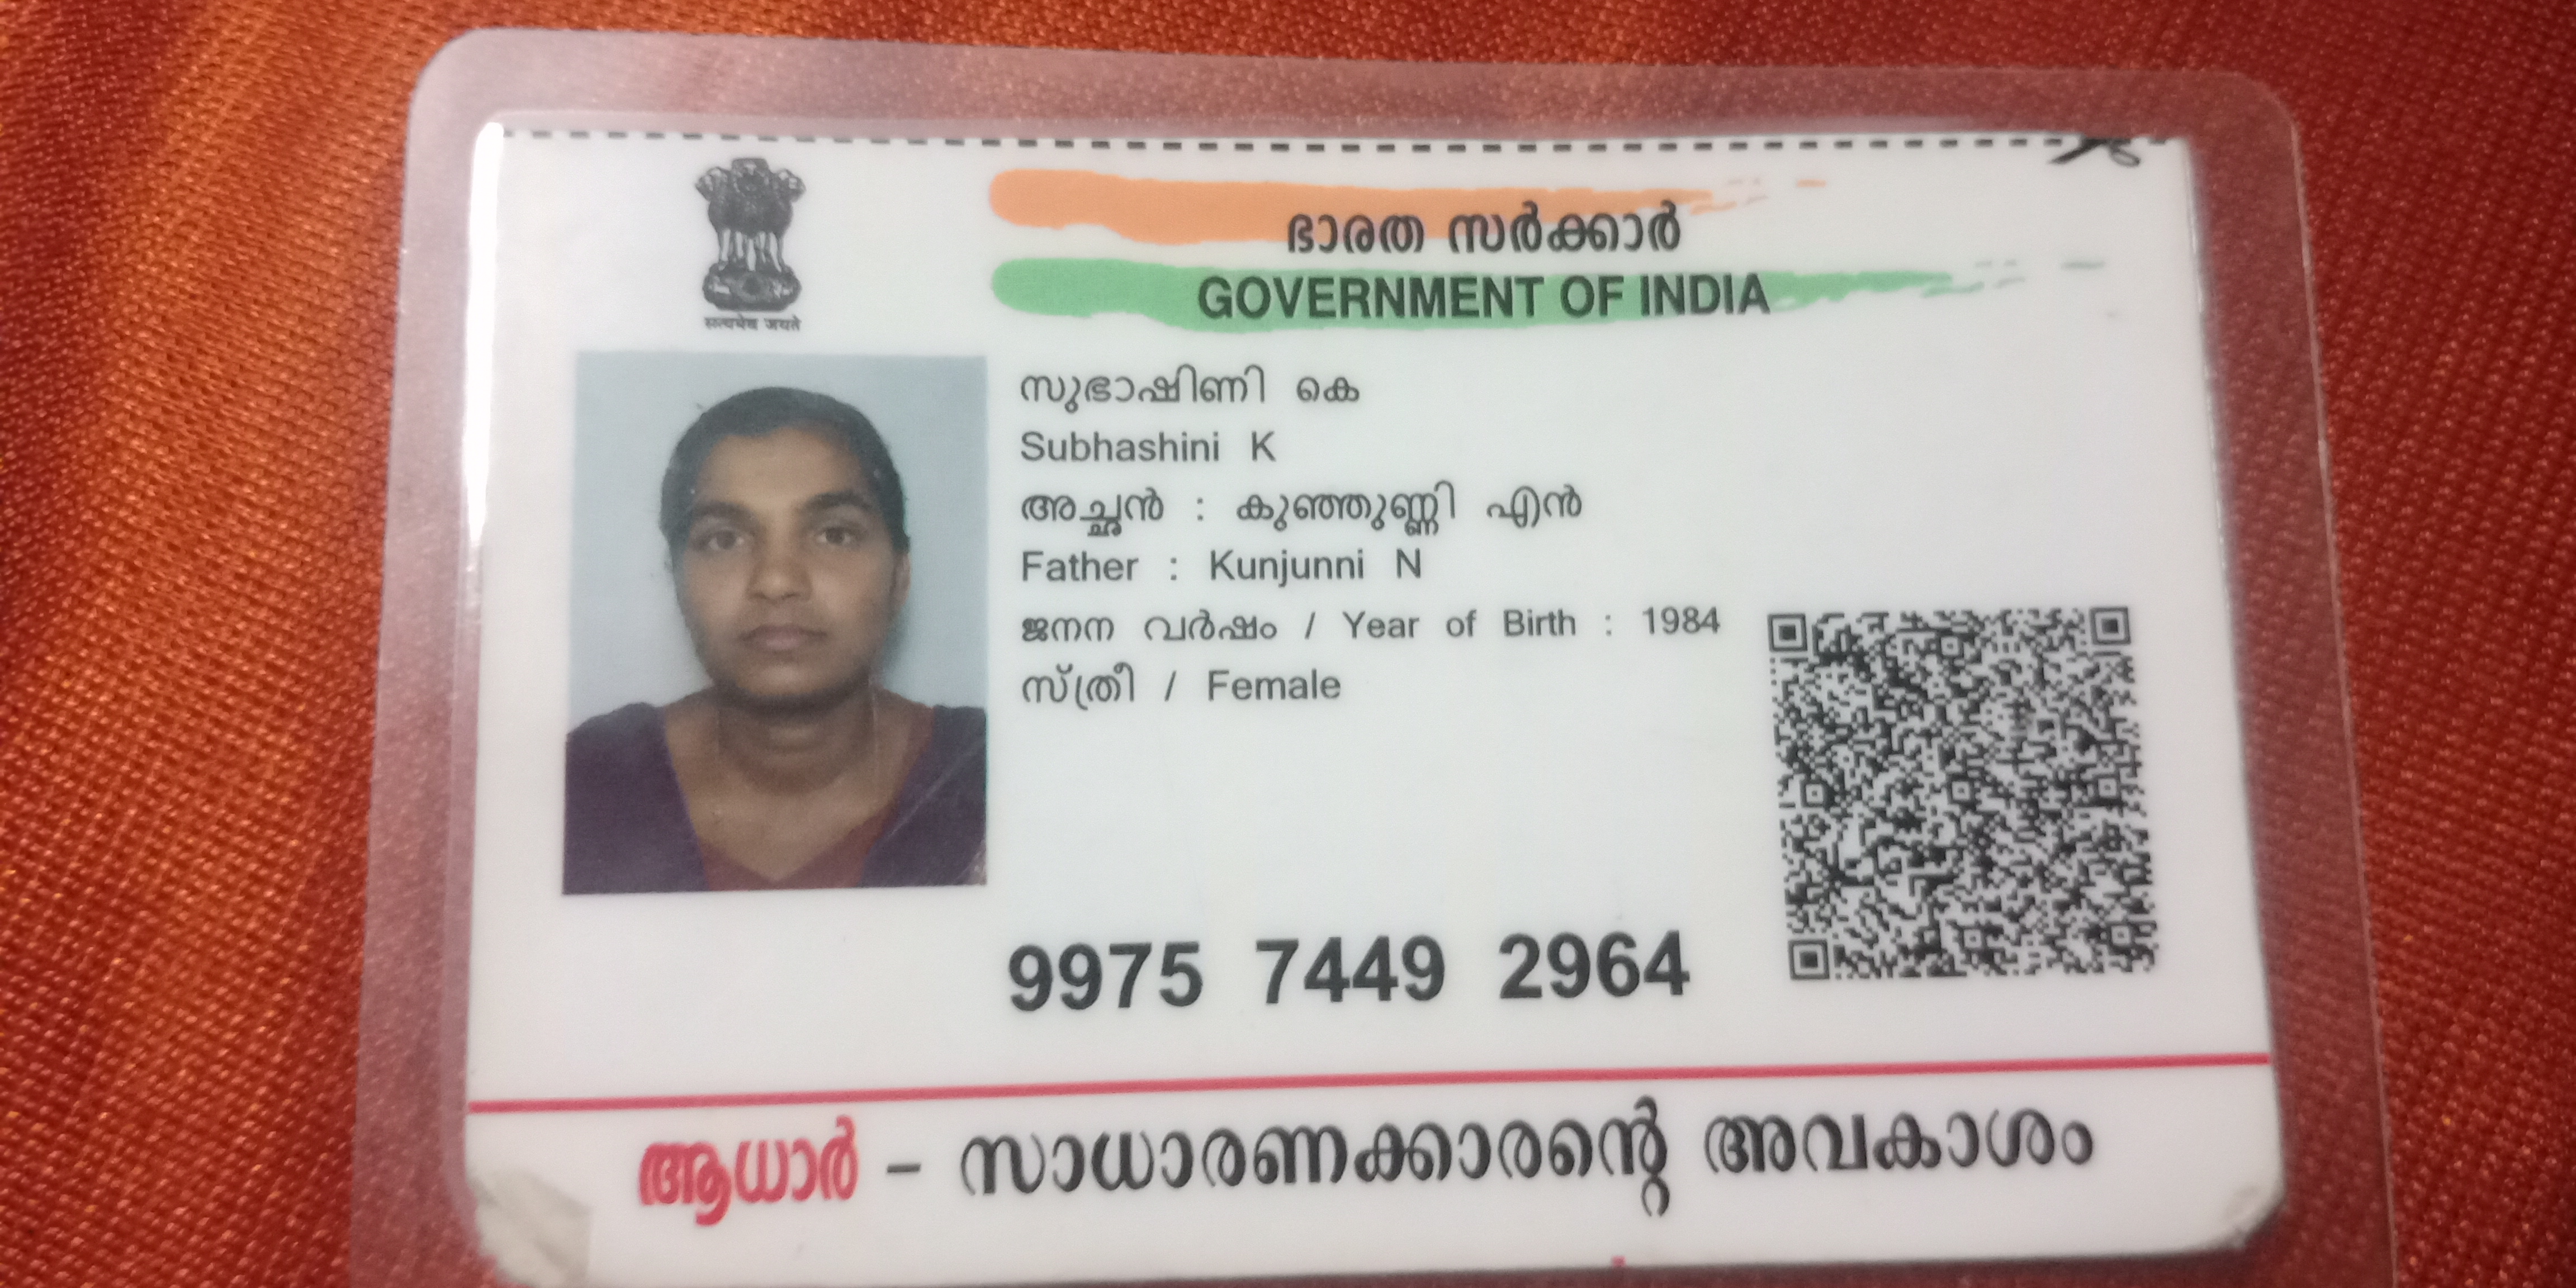 सत्यमेव जयते
ഭാരത സർക്കാർ
GOVERNMENT OF INDIA
സുഭാഷിണി കെ
Subhashini K
അച്ഛൻ : കുഞ്ഞുണ്ണി എൻ
Father : Kunjunni N
ജനന വർഷം / Year of Birth : 1984
സ്ത്രീ / Female
9975 7449 2964
ആധാർ – സാധാരണക്കാരന്റെ അവകാശം